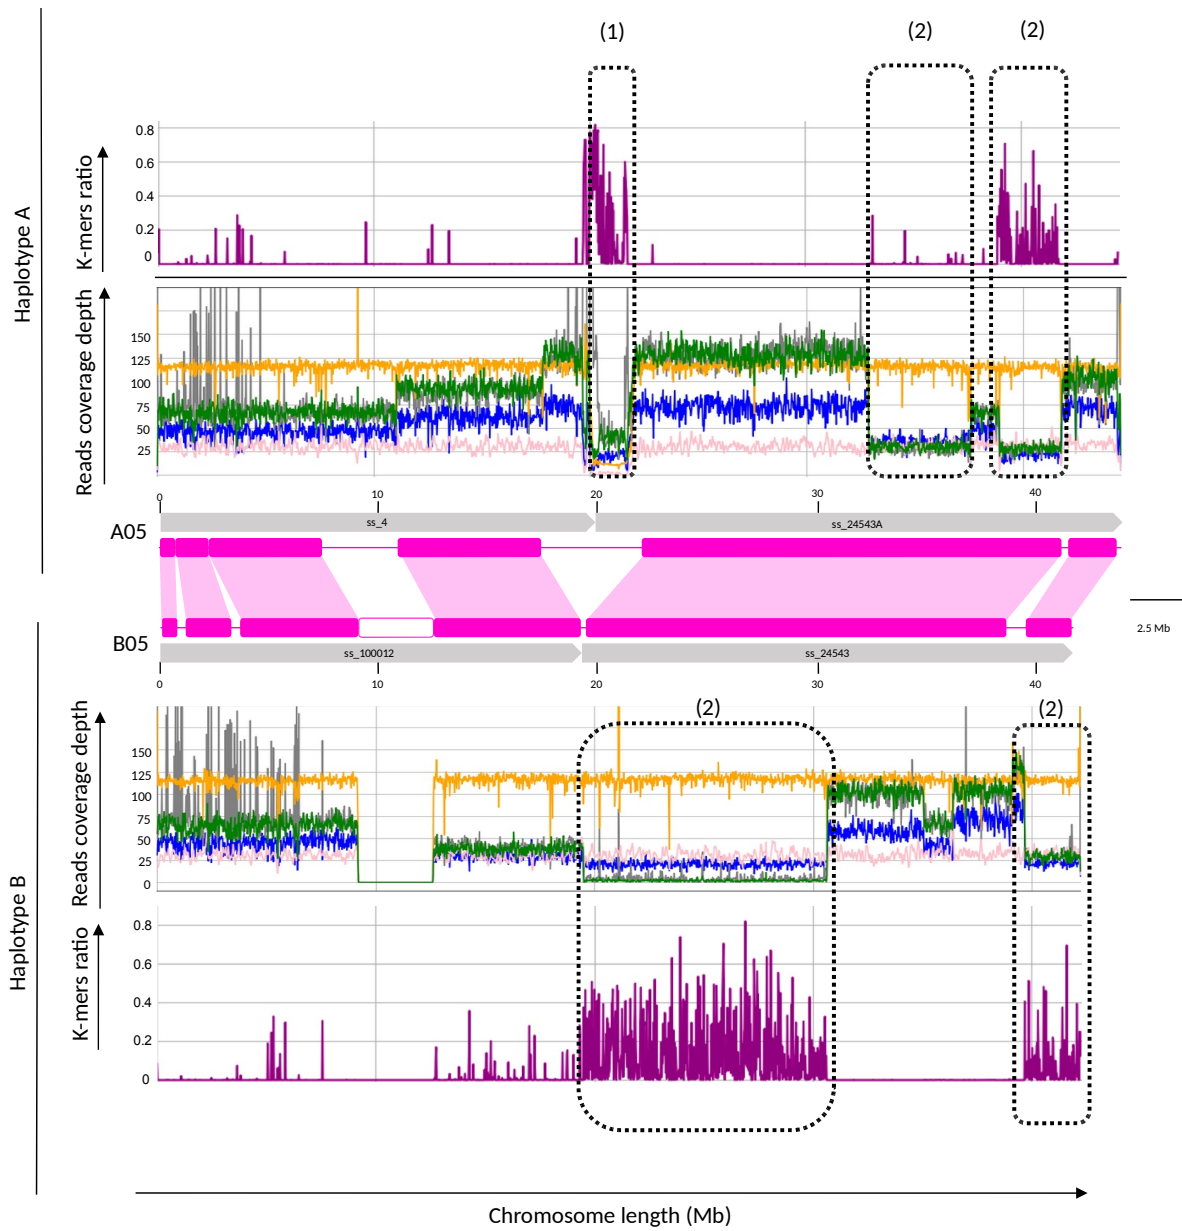 (1)
(2)
(2)
Haplotype A
K-mers ratio
0.8
0.6
0.4
0.2
0
Reads coverage depth
150
125
100
75
50
25
0
10
20
30
40
A05
ss_4
ss_24543A
2.5 Mb
B05
ss_100012
ss_24543
0
10
20
30
40
Haplotype B
Reads coverage depth
(2)
(2)
150
125
100
75
50
25
0
K-mers ratio
0.8
0.6
0.4
0.2
0
Chromosome length (Mb)